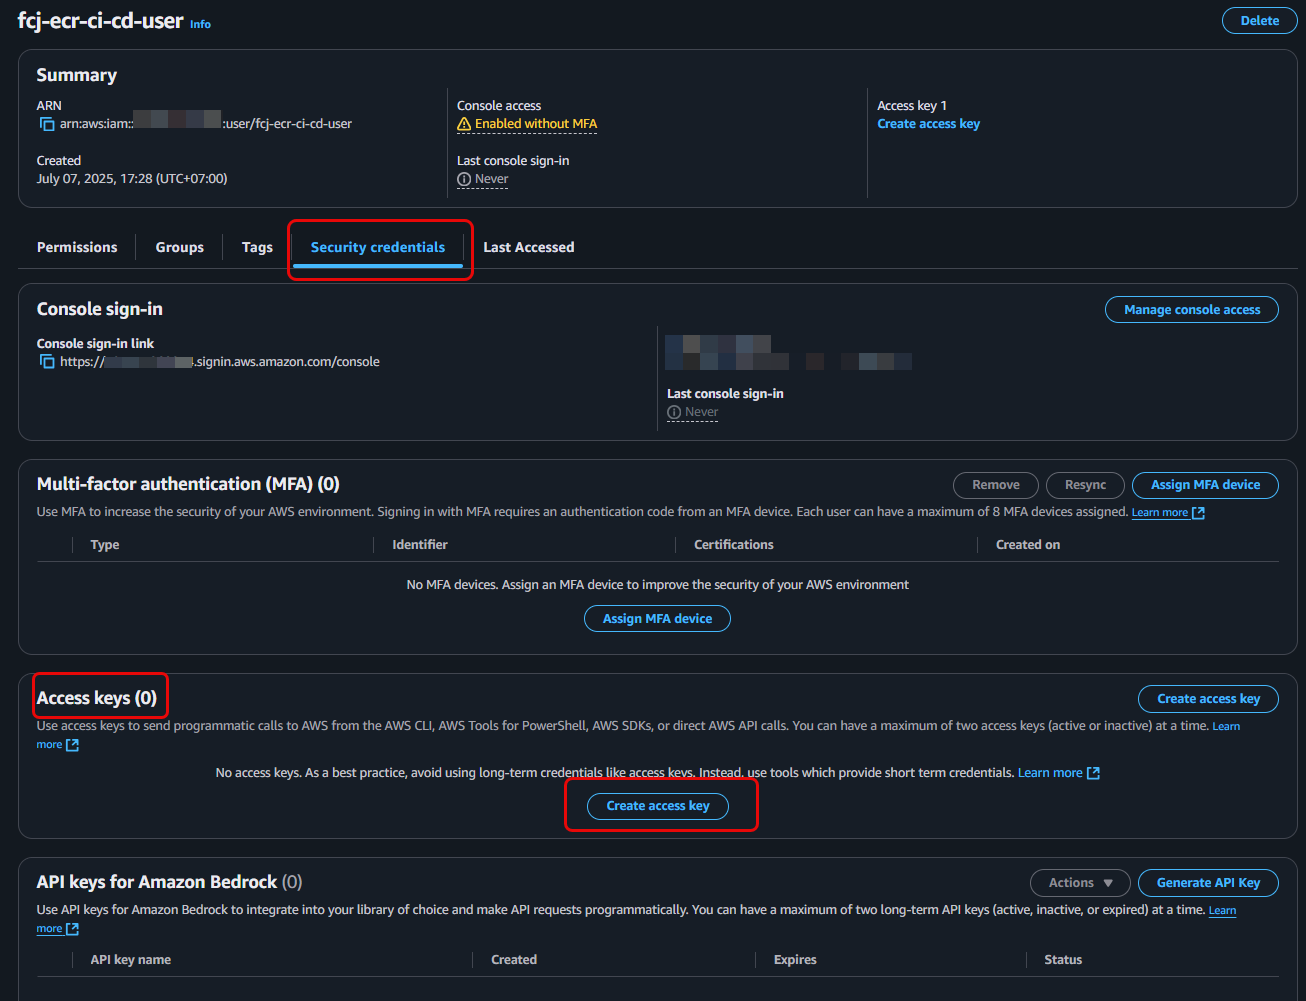 fcj-ecr-ci-cd-user Info
Delete
Summary
ARN
arn:aws:iam:: :user/fcj-ecr-ci-cd-user
Created
July 07, 2025, 17:28 (UTC+07:00)
Console access
Enabled without MFA
Last console sign-in
Never
Access key 1
Create access key
Permissions Groups Tags Security credentials Last Accessed
Console sign-in
Manage console access
Console sign-in link
https:// .signin.aws.amazon.com/console
Last console sign-in
Never
Multi-factor authentication (MFA) (0)
Remove Resync Assign MFA device
Use MFA to increase the security of your AWS environment. Signing in with MFA requires an authentication code from an MFA device. Each user can have a maximum of 8 MFA devices assigned. Learn more
Type Identifier Certifications Created on
No MFA devices. Assign an MFA device to improve the security of your AWS environment
Assign MFA device
Access keys (0)
Create access key
Use access keys to send programmatic calls to AWS from the AWS CLI, AWS Tools for PowerShell, AWS SDKs, or direct AWS API calls. You can have a maximum of two access keys (active or inactive) at a time. Learn
more
No access keys. As a best practice, avoid using long-term credentials like access keys. Instead, use tools which provide short term credentials. Learn more
Create access key
API keys for Amazon Bedrock (0)
Actions Generate API Key
Use API keys for Amazon Bedrock to integrate into your library of choice and make API requests programmatically. You can have a maximum of two long-term API keys (active, inactive, or expired) at a time. Learn
more
API key name Created Expires Status